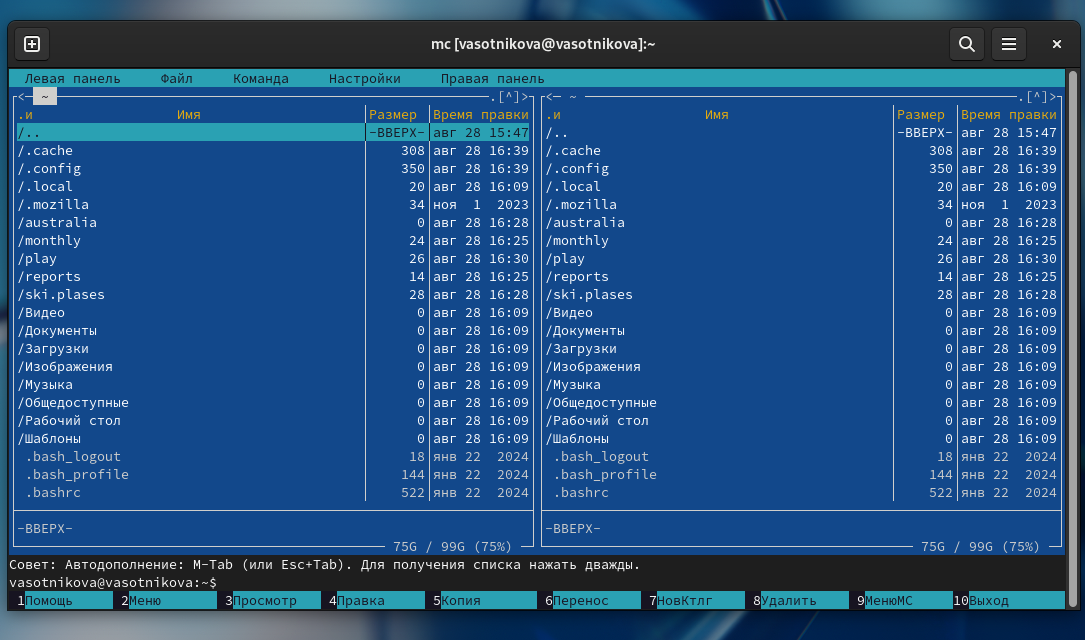 mc [vasotnikova@vasotnikova]:~
Левая панель Файл Команда Настройки Правая панель
<─ ~ .[^]> <─ ~ .[^]>
.и Имя Размер Время правки .и Имя Размер Время правки
/.. -ВВЕРХ- авг 28 15:47 /.. -ВВЕРХ- авг 28 15:47
/.cache 308 авг 28 16:39 /.cache 308 авг 28 16:39
/.config 350 авг 28 16:39 /.config 350 авг 28 16:39
/.local 20 авг 28 16:09 /.local 20 авг 28 16:09
/.mozilla 34 ноя 1 2023 /.mozilla 34 ноя 1 2023
/australia 0 авг 28 16:28 /australia 0 авг 28 16:28
/monthly 24 авг 28 16:25 /monthly 24 авг 28 16:25
/play 26 авг 28 16:30 /play 26 авг 28 16:30
/reports 14 авг 28 16:25 /reports 14 авг 28 16:25
/ski.plases 28 авг 28 16:28 /ski.plases 28 авг 28 16:28
/Видео 0 авг 28 16:09 /Видео 0 авг 28 16:09
/Документы 0 авг 28 16:09 /Документы 0 авг 28 16:09
/Загрузки 0 авг 28 16:09 /Загрузки 0 авг 28 16:09
/Изображения 0 авг 28 16:09 /Изображения 0 авг 28 16:09
/Музыка 0 авг 28 16:09 /Музыка 0 авг 28 16:09
/Общедоступные 0 авг 28 16:09 /Общедоступные 0 авг 28 16:09
/Рабочий стол 0 авг 28 16:09 /Рабочий стол 0 авг 28 16:09
/Шаблоны 0 авг 28 16:09 /Шаблоны 0 авг 28 16:09
.bash_logout 18 янв 22 2024 .bash_logout 18 янв 22 2024
.bash_profile 144 янв 22 2024 .bash_profile 144 янв 22 2024
.bashrc 522 янв 22 2024 .bashrc 522 янв 22 2024
-ВВЕРХ- -ВВЕРХ-
75G / 99G (75%) 75G / 99G (75%)
Совет: Автодополнение: M-Tab (или Esc+Tab). Для получения списка нажать дважды.
vasotnikova@vasotnikova:~$
1Помощь 2Меню 3Просмотр 4Правка 5Копия 6Перенос 7НовКтлг 8Удалить 9МенюMC 10Выход